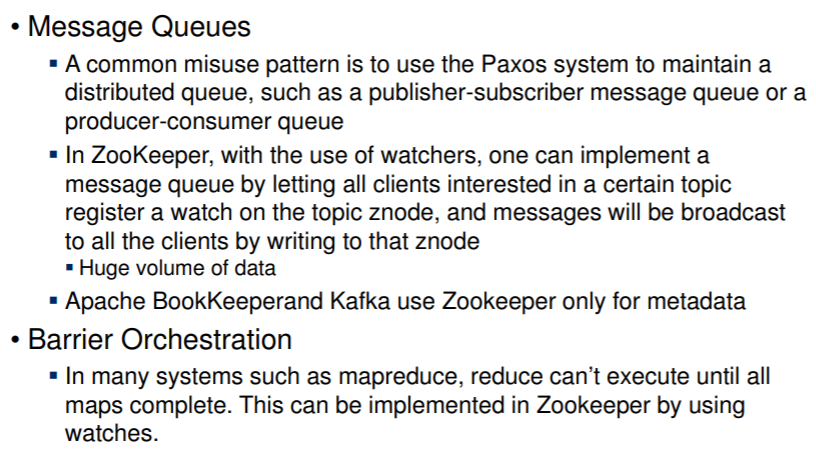 • Message Queues
▪ A common misuse pattern is to use the Paxos system to maintain a
distributed queue, such as a publisher-subscriber message queue or a
producer-consumer queue
▪ In ZooKeeper, with the use of watchers, one can implement a
message queue by letting all clients interested in a certain topic
register a watch on the topic znode, and messages will be broadcast
to all the clients by writing to that znode
▪ Huge volume of data
▪ Apache BookKeeperand Kafka use Zookeeper only for metadata
• Barrier Orchestration
▪ In many systems such as mapreduce, reduce can’t execute until all
maps complete. This can be implemented in Zookeeper by using
watches.